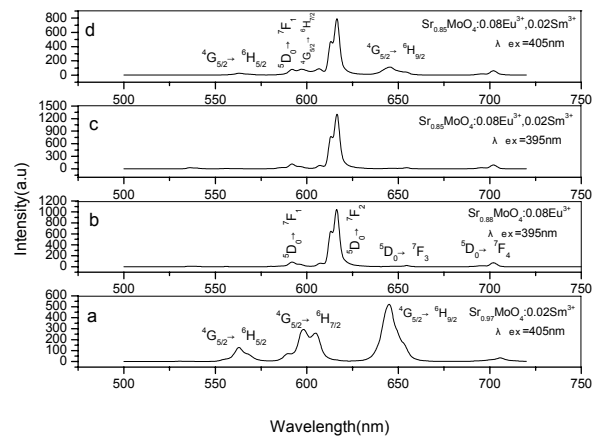 d
⁵D₀→ ⁷F₁
⁴G₅/₂→ ⁶H₇/₂
⁴G₅/₂→ ⁶H₅/₂
⁴G₅/₂→ ⁶H₉/₂
Sr₀.₈₅MoO₄:0.08Eu³⁺,0.02Sm³⁺
λ ex=405nm
800
600
400
200
0
500 550 600 650 700 750
c
Sr₀.₈₅MoO₄:0.08Eu³⁺,0.02Sm³⁺
λ ex=395nm
1500
1200
900
600
300
0
500 550 600 650 700 750
b
⁵D₀→ ⁷F₁
⁵D₀→ ⁷F₂
⁵D₀→ ⁷F₃
⁵D₀→ ⁷F₄
Sr₀.₈₈MoO₄:0.08Eu³⁺
λ ex=395nm
1200
1000
800
600
400
200
0
500 550 600 650 700 750
a
⁴G₅/₂→ ⁶H₅/₂
⁴G₅/₂→ ⁶H₇/₂
⁴G₅/₂→ ⁶H₉/₂
Sr₀.₉₇MoO₄:0.02Sm³⁺
λ ex=405nm
600
500
400
300
200
100
0
500 550 600 650 700 750
Intensity(a.u)
Wavelength(nm)